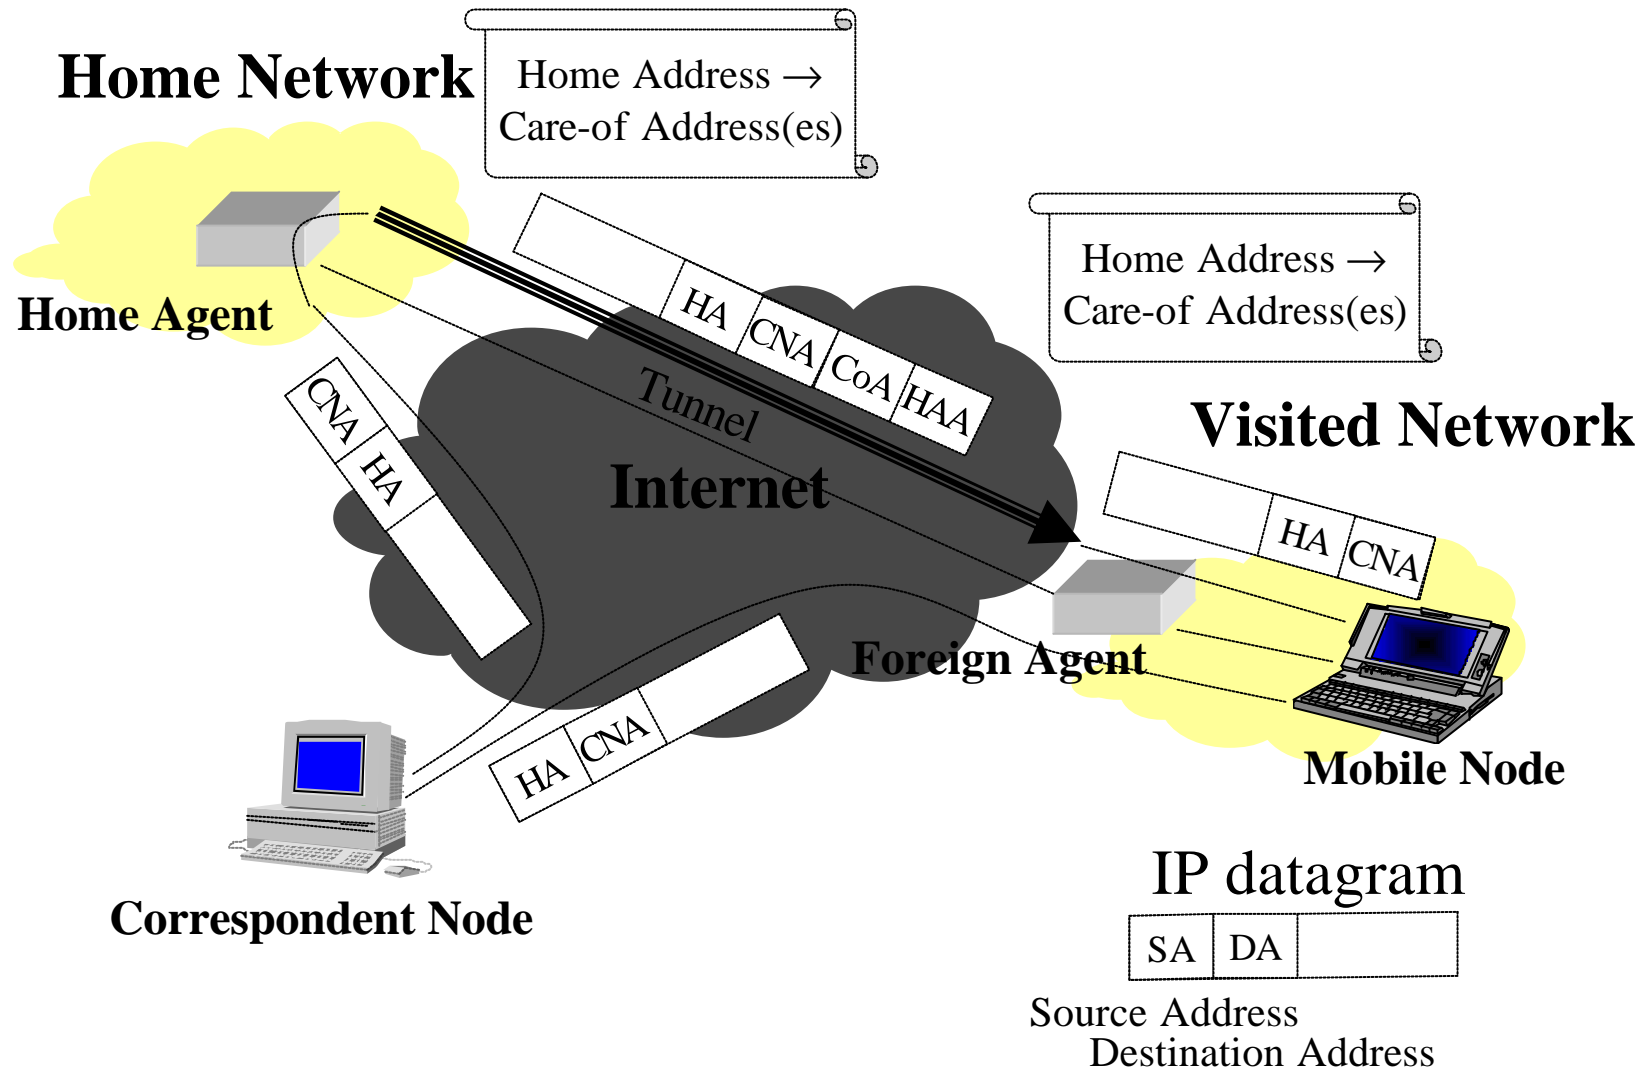 Home Network
Home Address →
Care-of Address(es)
Home Agent
HA CNA CoA HAA
Home Address →
Care-of Address(es)
Tunnel
CNA HA
Internet
Visited Network
HA CNA
Foreign Agent
HA CNA
Mobile Node
Correspondent Node
IP datagram
SA DA
Source Address
Destination Address